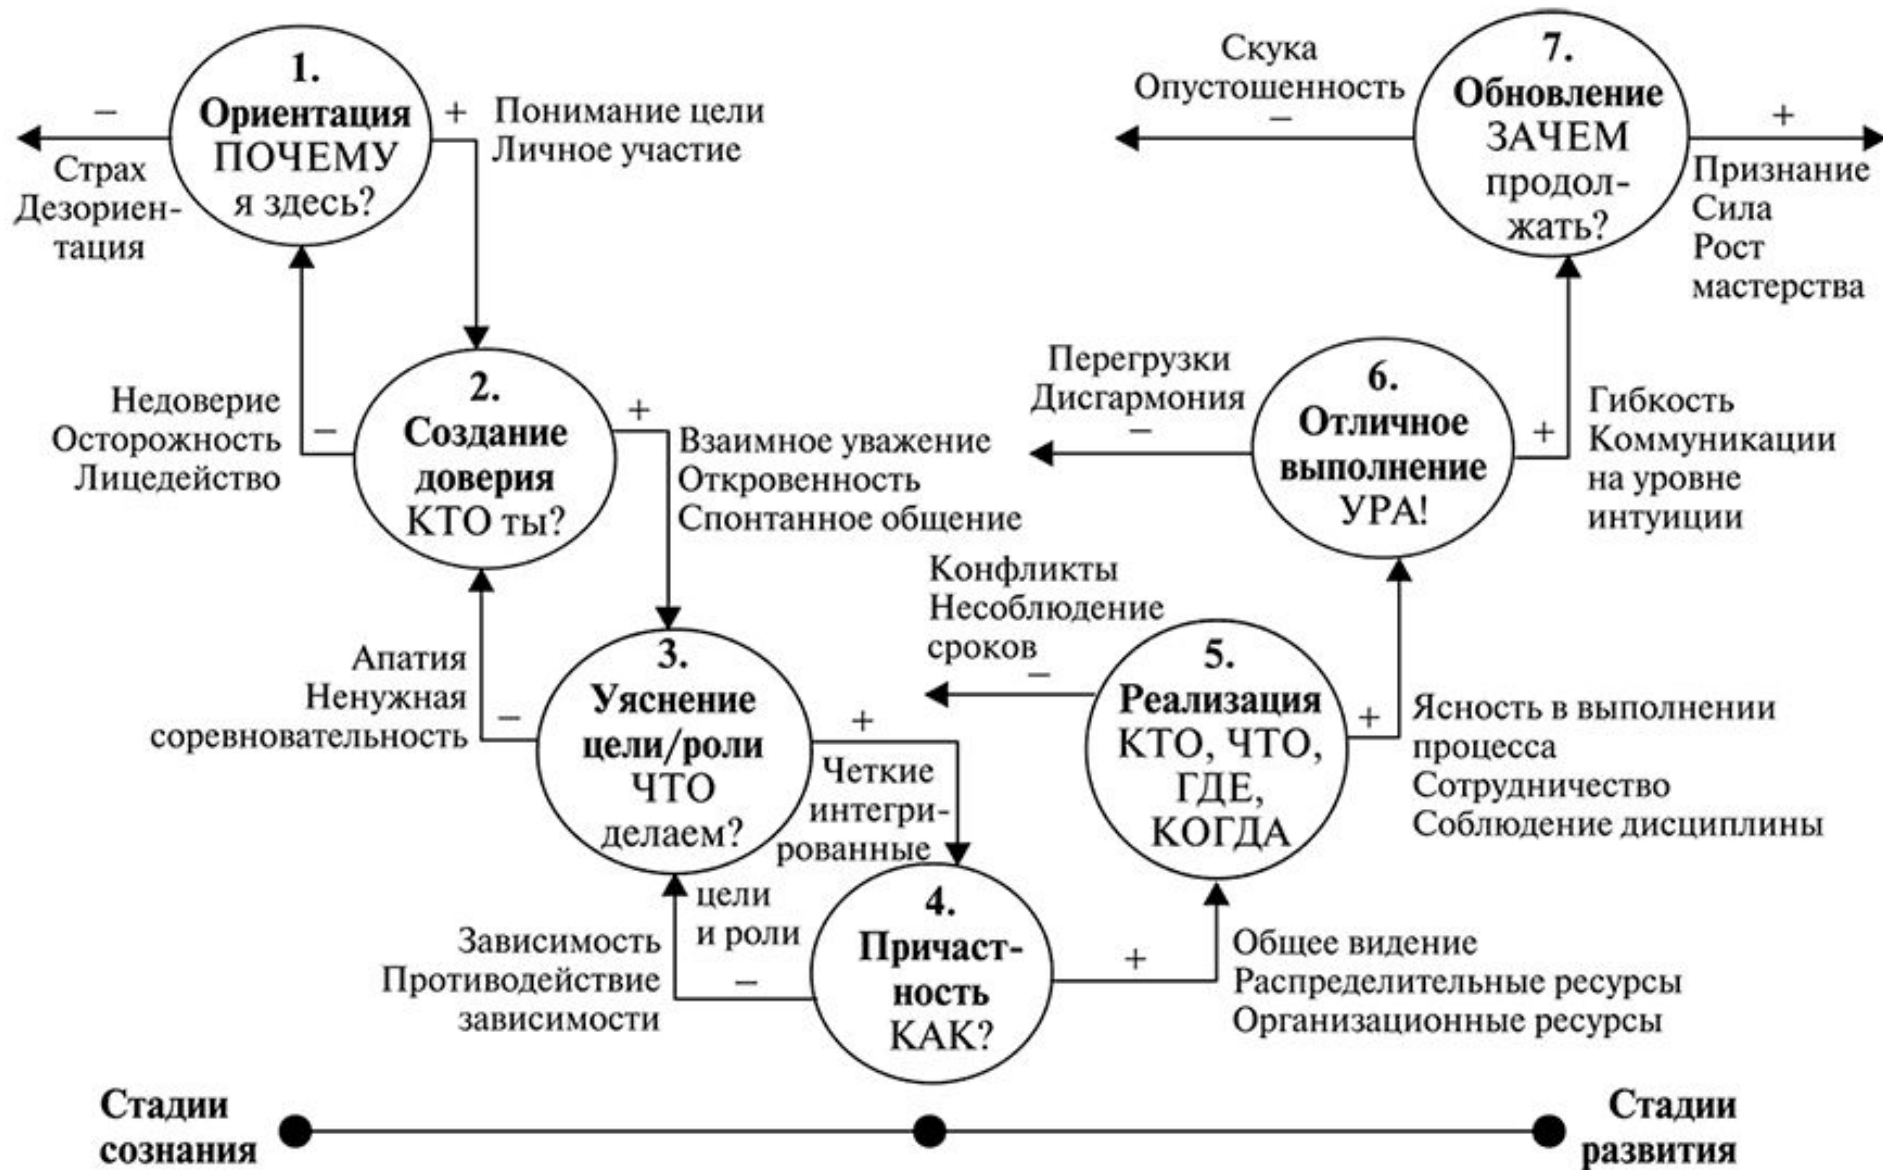 1.
Ориентация
ПОЧЕМУ
я здесь?
–
Страх
Дезориен-
тация
+
Понимание цели
Личное участие
2.
Создание
доверия
КТО ты?
–
Недоверие
Осторожность
Лицедейство
+
Взаимное уважение
Откровенность
Спонтанное общение
3.
Уяснение
цели/роли
ЧТО
делаем?
–
Апатия
Ненужная
соревновательность
+
Четкие
интегри-
рованные
цели
и роли
4.
Причаст-
ность
КАК?
–
Зависимость
Противодействие
зависимости
+
Общее видение
Распределительные ресурсы
Организационные ресурсы
5.
Реализация
КТО, ЧТО,
ГДЕ,
КОГДА
Конфликты
Несоблюдение
сроков
–
+
Ясность в выполнении
процесса
Сотрудничество
Соблюдение дисциплины
6.
Отличное
выполнение
УРА!
Перегрузки
Дисгармония
–
+
Гибкость
Коммуникации
на уровне
интуиции
7.
Обновление
ЗАЧЕМ
продол-
жать?
Скука
Опустошенность
–
+
Признание
Сила
Рост
мастерства
Стадии
сознания
Стадии
развития